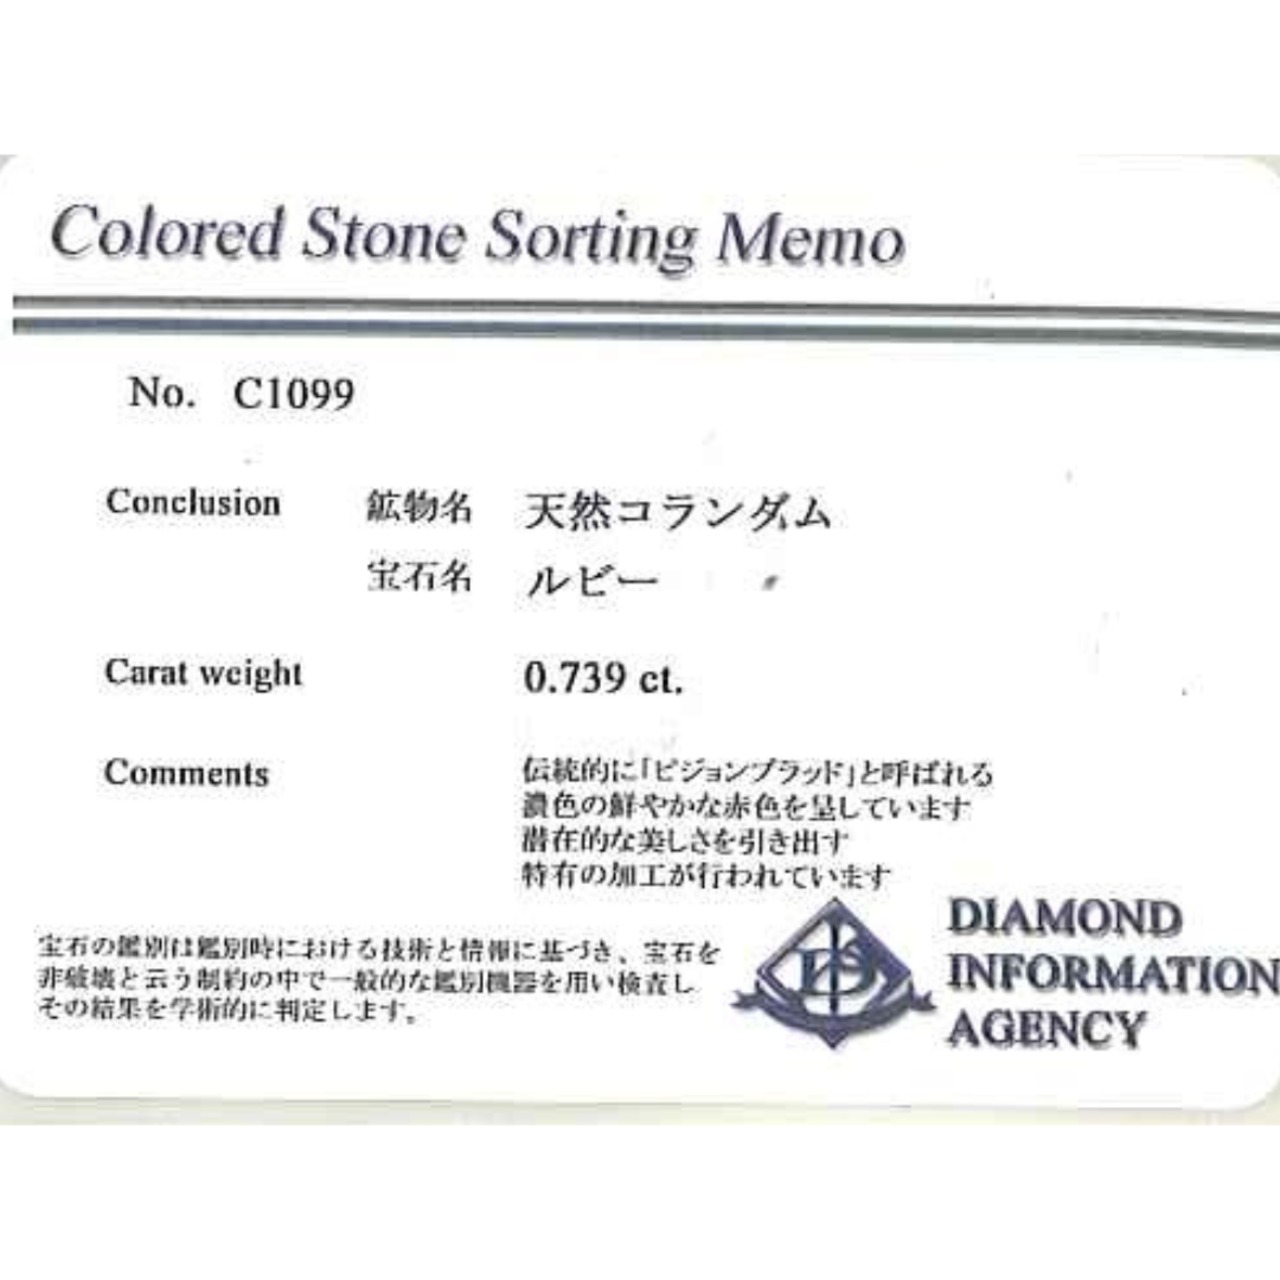 Colored Stone Sorting Memo
No. C1099
Conclusion 鉱物名 天然コランダム
宝石名 ルビー
Carat weight 0.739 ct.
Comments 伝統的に「ピジョンブラッド」と呼ばれる
濃色の鮮やかな赤色を呈しています
潜在的な美しさを引き出す
特有の加工が行われています
宝石の鑑別は鑑別時における技術と情報に基づき、宝石を
非破壊と云う制約の中で一般的な鑑別機器を用い検査し
その結果を学術的に判定します。
DIAMOND
INFORMATION
AGENCY